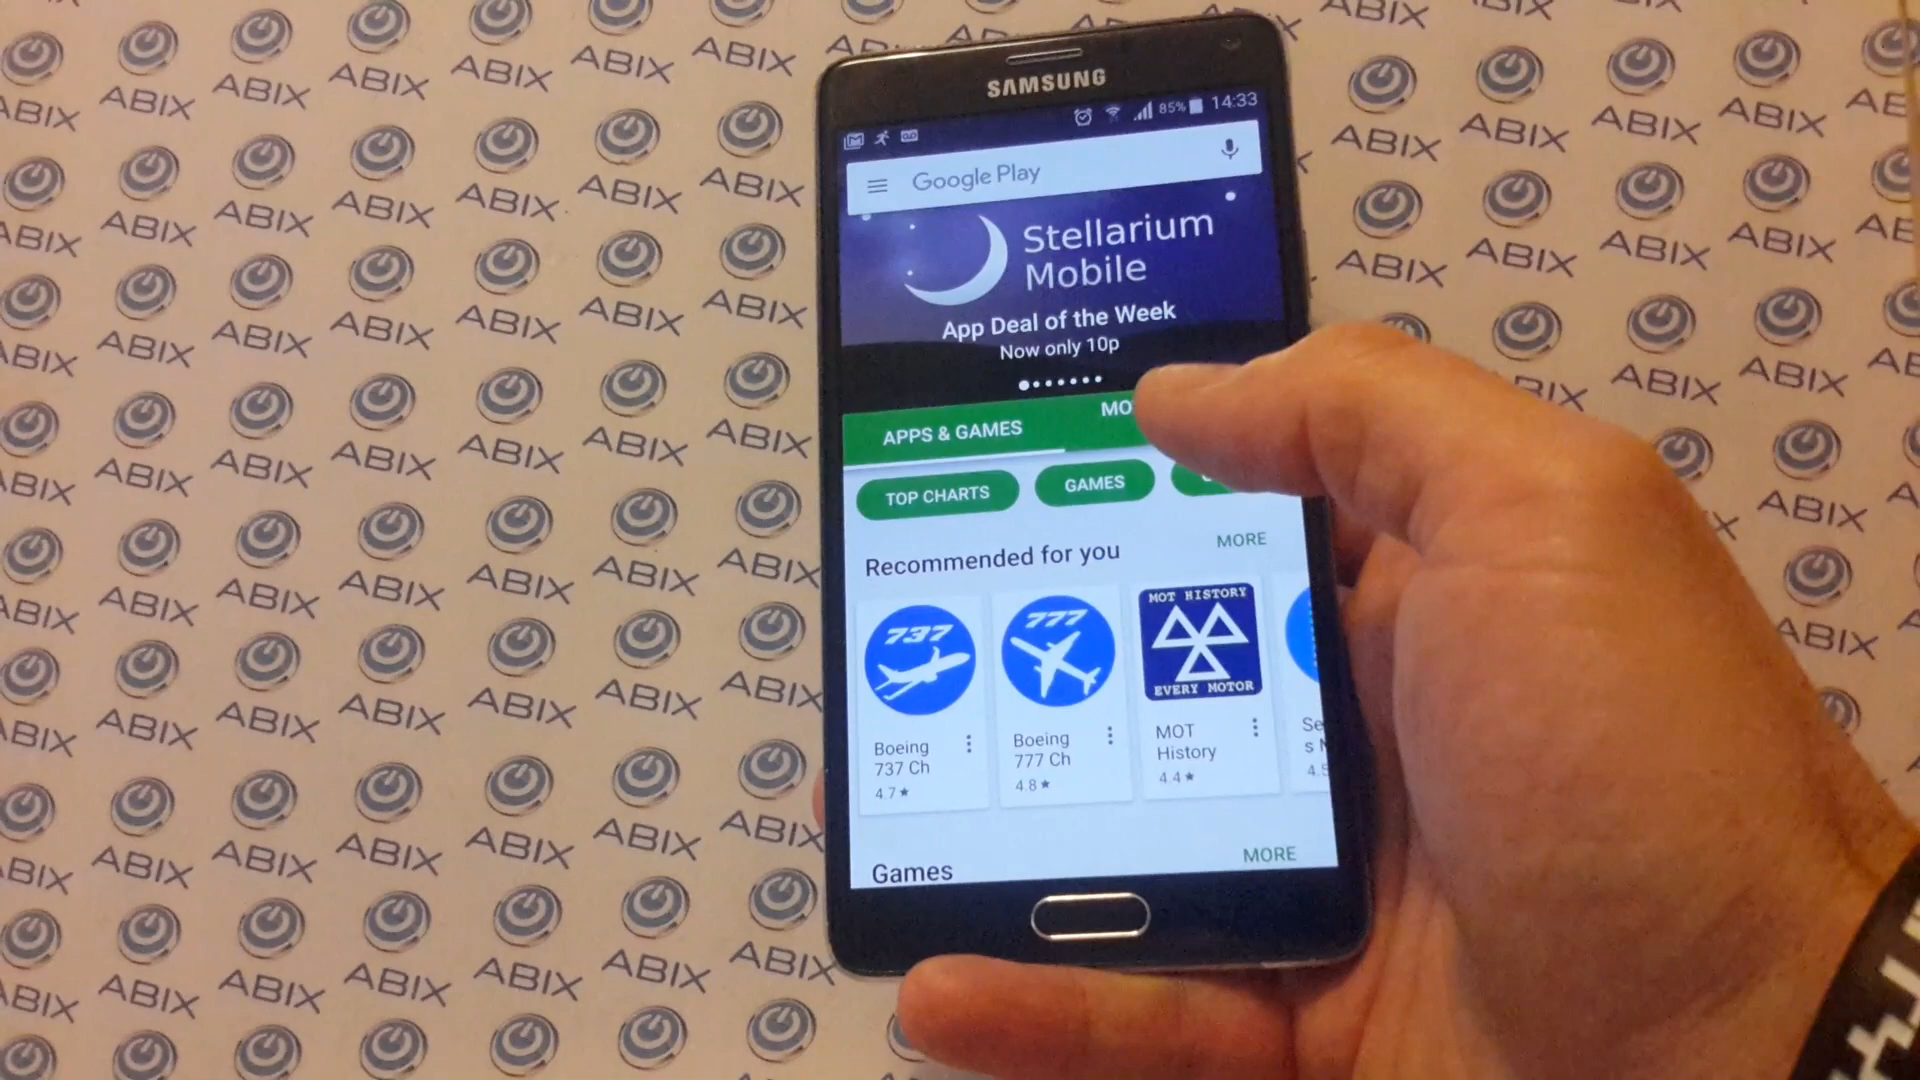 SAMSUNG
85% 14:33
Google Play
Stellarium
Mobile
App Deal of the Week
Now only 10p
APPS & GAMES
TOP CHARTS
GAMES
Recommended for you
MORE
737
777
MOT HISTORY
EVERY MOTOR
Boeing
737 Ch
4.7★
Boeing
777 Ch
4.8★
MOT
History
4.4★
Games
MORE
ABIX